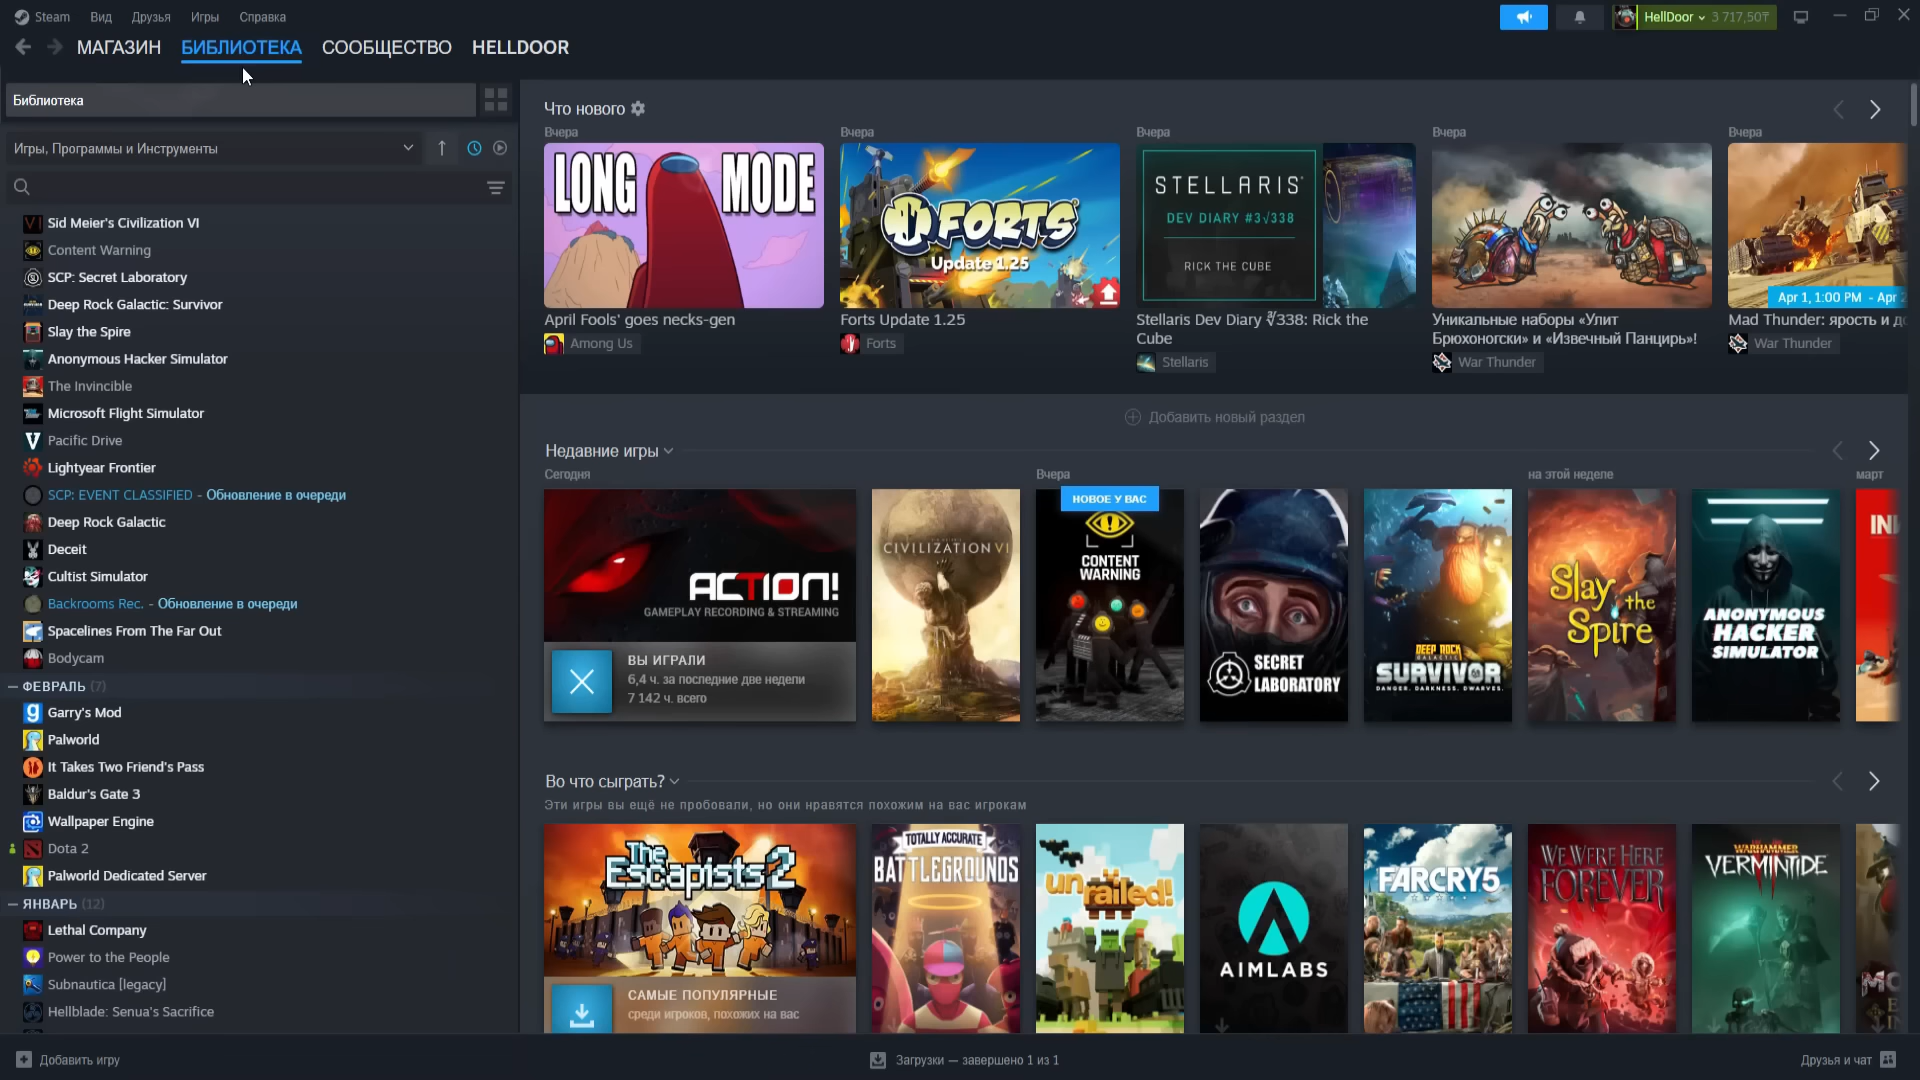 Steam Вид Друзья Игры Справка
HellDoor 3 717,50₸
МАГАЗИН БИБЛИОТЕКА СООБЩЕСТВО HELLDOOR
Библиотека
Игры, Программы и Инструменты
Sid Meier's Civilization VI
Content Warning
SCP: Secret Laboratory
Deep Rock Galactic: Survivor
Slay the Spire
Anonymous Hacker Simulator
The Invincible
Microsoft Flight Simulator
Pacific Drive
Lightyear Frontier
SCP: EVENT CLASSIFIED - Обновление в очереди
Deep Rock Galactic
Deceit
Cultist Simulator
Backrooms Rec. - Обновление в очереди
Spacelines From The Far Out
Bodycam
— ФЕВРАЛЬ (7)
Garry's Mod
Palworld
It Takes Two Friend's Pass
Baldur's Gate 3
Wallpaper Engine
Dota 2
Palworld Dedicated Server
— ЯНВАРЬ (12)
Lethal Company
Power to the People
Subnautica [legacy]
Hellblade: Senua's Sacrifice
Что нового
Вчера
LONG MODE
April Fools' goes necks-gen
Among Us
Вчера
FORTS
Update 1.25
Forts Update 1.25
Forts
Вчера
STELLARIS
DEV DIARY #3√338
RICK THE CUBE
Stellaris Dev Diary ∛338: Rick the
Cube
Stellaris
Вчера
Уникальные наборы «Улит
Брюхоногски» и «Извечный Панцирь»!
War Thunder
Вчера
Apr 1, 1:00 PM - Apr
Mad Thunder: ярость и
War Thunder
Добавить новый раздел
Недавние игры
Сегодня
Вчера
на этой неделе
март
ACTION!
GAMEPLAY RECORDING & STREAMING
ВЫ ИГРАЛИ
6,4 ч. за последние две недели
7 142 ч. всего
CIVILIZATION VI
НОВОЕ У ВАС
CONTENT
WARNING
SECRET
LABORATORY
DEEP ROCK
GALACTIC
SURVIVOR
DANGER. DARKNESS. DWARVES.
Slay the
Spire
ANONYMOUS
HACKER
SIMULATOR
Во что сыграть?
Эти игры вы ещё не пробовали, но они нравятся похожим на вас игрокам
The
Escapists 2
САМЫЕ ПОПУЛЯРНЫЕ
среди игроков, похожих на вас
TOTALLY ACCURATE
BATTLEGROUNDS
unrailed!
AIMLABS
FARCRY5
WE WERE HERE
FOREVER
WARHAMMER
VERMINTIDE
Добавить игру
Загрузки — завершено 1 из 1
Друзья и чат